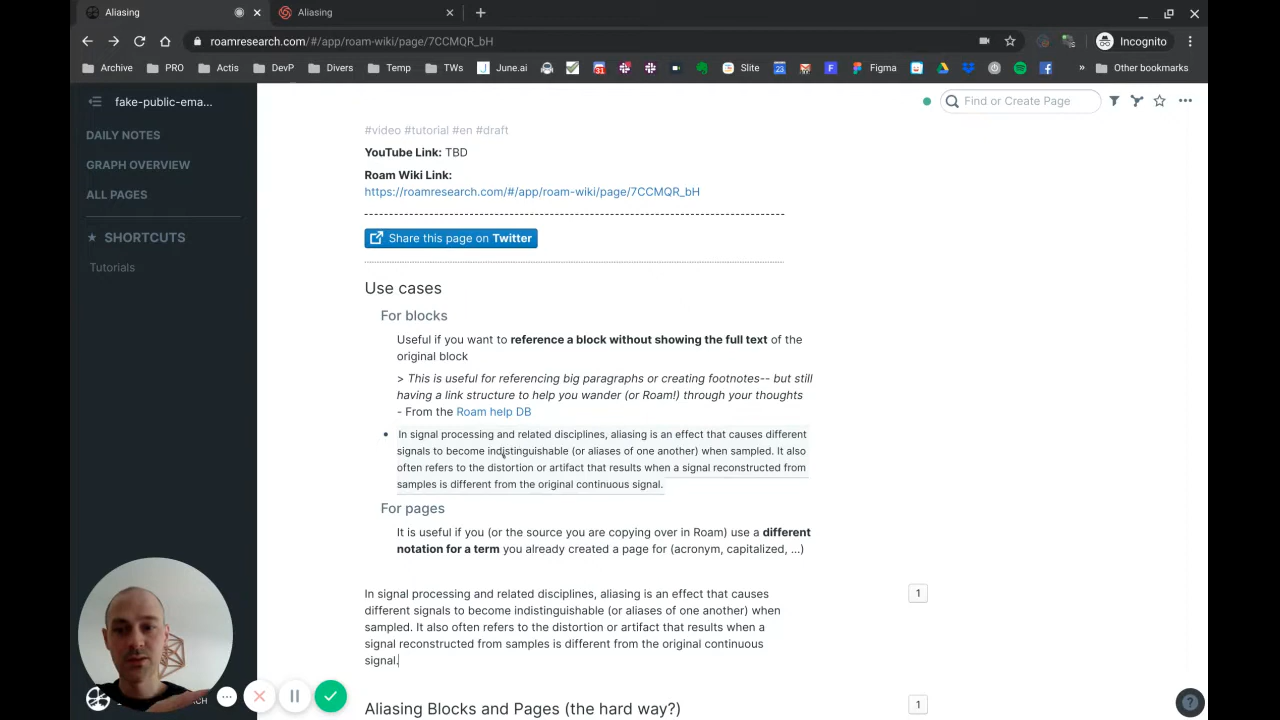 Aliasing
Aliasing
roamresearch.com/#/app/roam-wiki/page/7CCMQR_bH
Incognito
Archive
PRO
Actis
DevP
Divers
Temp
TWs
June.ai
31
Slite
23
F
Figma
»
Other bookmarks
fake-public-ema...
Find or Create Page
DAILY NOTES
GRAPH OVERVIEW
ALL PAGES
★ SHORTCUTS
Tutorials
#video #tutorial #en #draft
YouTube Link: TBD
Roam Wiki Link:
https://roamresearch.com/#/app/roam-wiki/page/7CCMQR_bH
Share this page on Twitter
Use cases
For blocks
Useful if you want to reference a block without showing the full text of the
original block
> This is useful for referencing big paragraphs or creating footnotes-- but still
having a link structure to help you wander (or Roam!) through your thoughts
- From the Roam help DB
In signal processing and related disciplines, aliasing is an effect that causes different
signals to become indistinguishable (or aliases of one another) when sampled. It also
often refers to the distortion or artifact that results when a signal reconstructed from
samples is different from the original continuous signal.
For pages
It is useful if you (or the source you are copying over in Roam) use a different
notation for a term you already created a page for (acronym, capitalized, ...)
In signal processing and related disciplines, aliasing is an effect that causes
different signals to become indistinguishable (or aliases of one another) when
sampled. It also often refers to the distortion or artifact that results when a
signal reconstructed from samples is different from the original continuous
signal.
1
Aliasing Blocks and Pages (the hard way?)
1
?